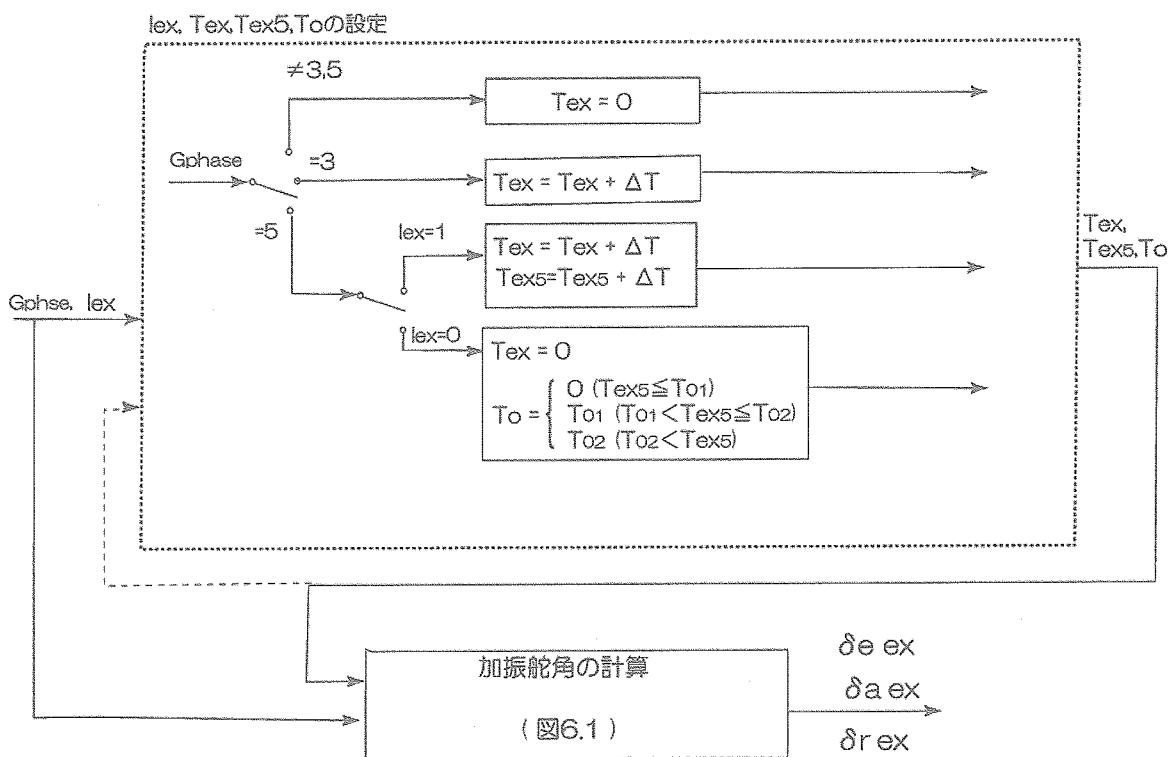 Iex, Tex,Tex5,Toの設定
≠3,5
Tex = 0
Gphase
=3
Tex = Tex + ΔT
=5
Iex=1
Tex = Tex + ΔT
Tex5=Tex5 + ΔT
Tex,
Tex5,To
Gphse, Iex
Iex=0
Tex = 0
To = { 0 (Tex5≦To1)
To1 (To1<Tex5≦To2)
To2 (To2<Tex5)
加振舵角の計算
(図6.1)
δe ex
δa ex
δr ex